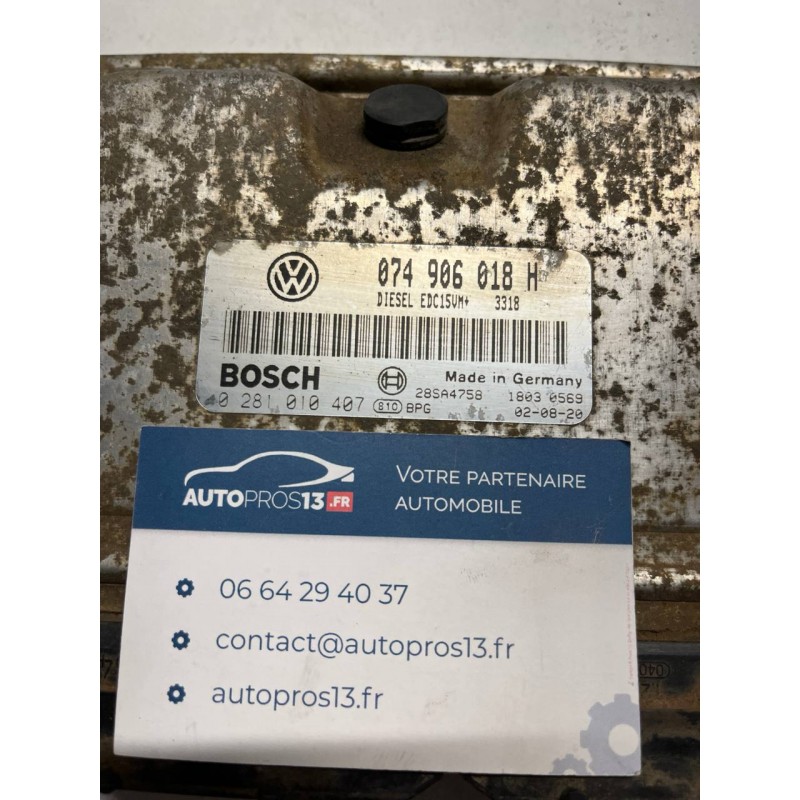 074 906 018 H
DIESEL EDC15VM+ 3318
BOSCH
Made in Germany
28SA4758 1803 0569
0 281 010 407 810 BPG 02-08-20
AUTOPROS13.FR
VOTRE PARTENAIRE
AUTOMOBILE
06 64 29 40 37
contact@autopros13.fr
autopros13.fr